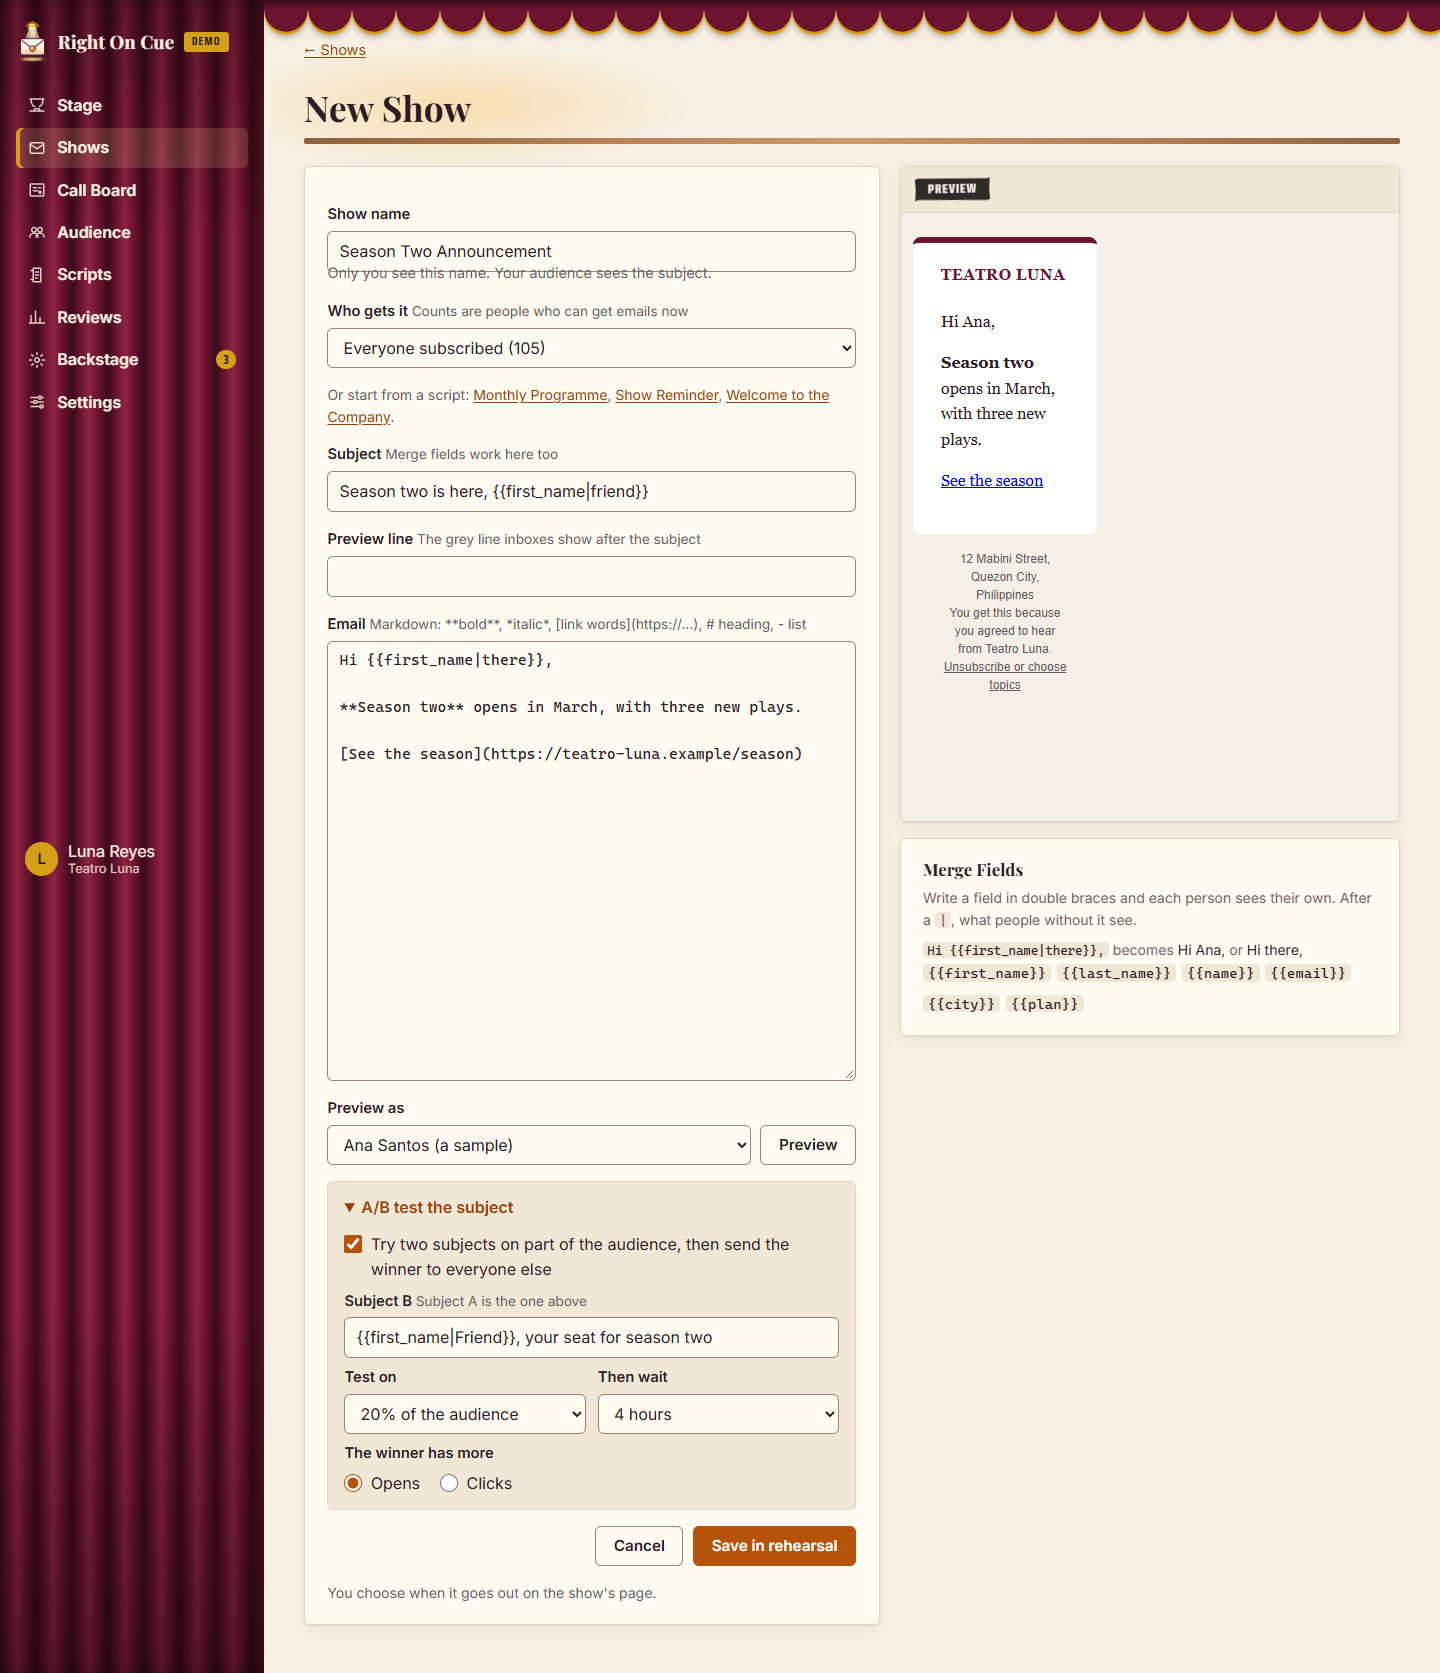 Right On Cue DEMO
Stage
Shows
Call Board
Audience
Scripts
Reviews
Backstage 3
Settings
L Luna Reyes
Teatro Luna
← Shows
New Show
Show name
Season Two Announcement
Only you see this name. Your audience sees the subject.
Who gets it Counts are people who can get emails now
Everyone subscribed (105)
Or start from a script: Monthly Programme, Show Reminder, Welcome to the
Company.
Subject Merge fields work here too
Season two is here, {{first_name|friend}}
Preview line The grey line inboxes show after the subject
Email Markdown: **bold**, *italic*, [link words](https://...), # heading, - list
Hi {{first_name|there}},
**Season two** opens in March, with three new plays.
[See the season](https://teatro-luna.example/season)
Preview as
Ana Santos (a sample)
Preview
▼ A/B test the subject
Try two subjects on part of the audience, then send the
winner to everyone else
Subject B Subject A is the one above
{{first_name|Friend}}, your seat for season two
Test on
Then wait
20% of the audience
4 hours
The winner has more
Opens
Clicks
Cancel
Save in rehearsal
You choose when it goes out on the show's page.
PREVIEW
TEATRO LUNA
Hi Ana,
Season two
opens in March,
with three new
plays.
See the season
12 Mabini Street,
Quezon City,
Philippines
You get this because
you agreed to hear
from Teatro Luna.
Unsubscribe or choose
topics
Merge Fields
Write a field in double braces and each person sees their own. After
a |, what people without it see.
Hi {{first_name|there}}, becomes Hi Ana, or Hi there,
{{first_name}} {{last_name}} {{name}} {{email}}
{{city}} {{plan}}